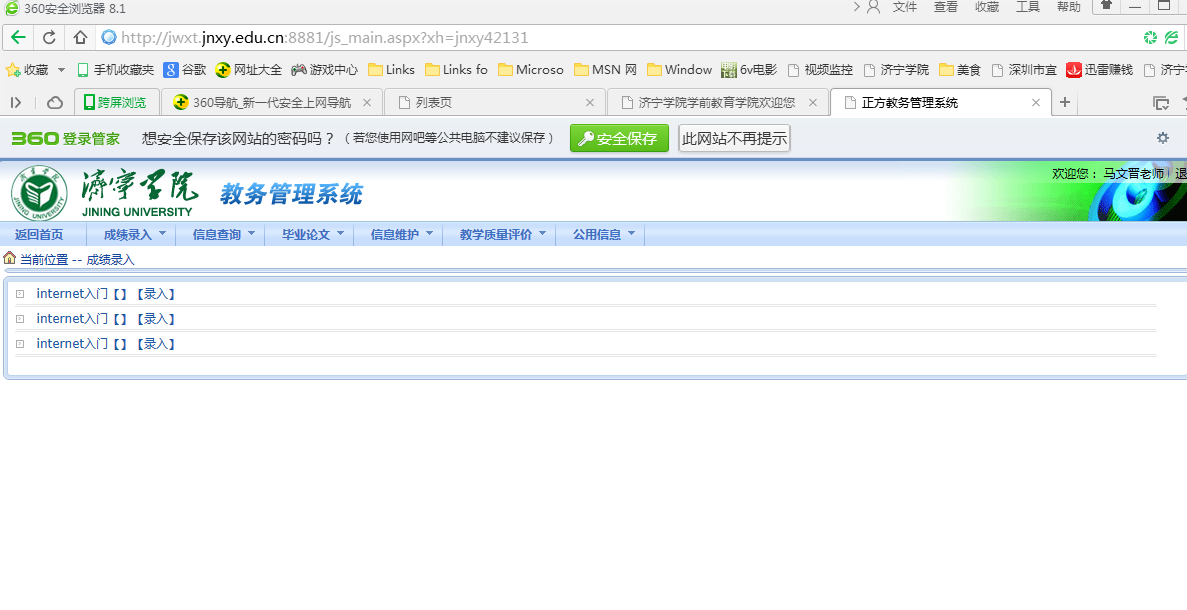 360安全浏览器 8.1
文件 查看 收藏 工具 帮助
http://jwxt.jnxy.edu.cn:8881/js_main.aspx?xh=jnxy42131
收藏 手机收藏夹 谷歌 网址大全 游戏中心 Links Links fo Microso MSN 网 Window 6v电影 视频监控 济宁学院 美食 深圳市宜 迅雷赚钱 济宁
跨屏浏览 360导航_新一代安全上网导航 列表页 济宁学院学前教育学院欢迎您 正方教务管理系统
360登录管家 想安全保存该网站的密码吗？（若您使用网吧等公共电脑不建议保存） 安全保存 此网站不再提示
欢迎您： 马文晋老师 退
济宁学院 教务管理系统
JINING UNIVERSITY
返回首页 成绩录入 信息查询 毕业论文 信息维护 教学质量评价 公用信息
当前位置 -- 成绩录入
internet入门【】【录入】
internet入门【】【录入】
internet入门【】【录入】